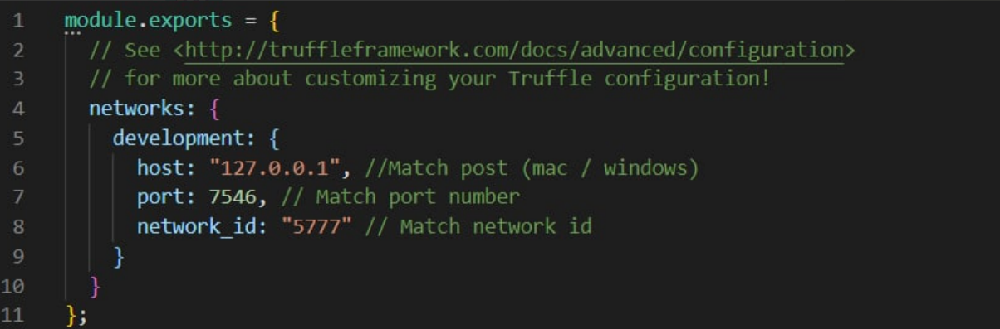 1 module.exports = {
2 // See <http://truffleframework.com/docs/advanced/configuration>
3 // for more about customizing your Truffle configuration!
4 networks: {
5 development: {
6 host: "127.0.0.1", //Match post (mac / windows)
7 port: 7546, // Match port number
8 network_id: "5777" // Match network id
9 }
10 }
11 };